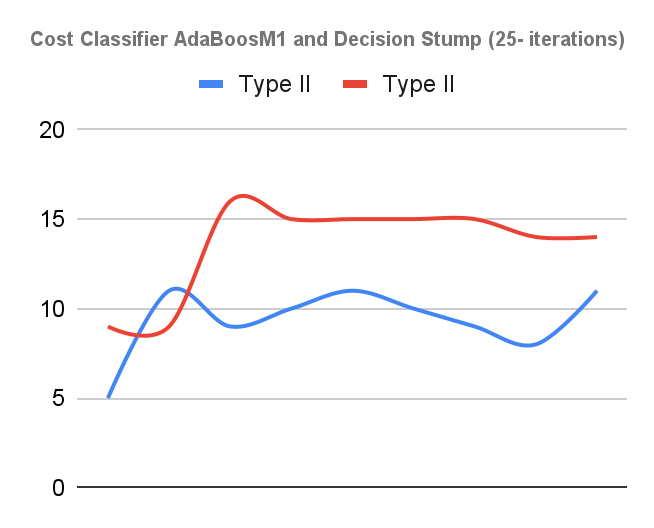 Cost Classifier AdaBoosM1 and Decision Stump (25- iterations)
Type II Type II
20
15
10
5
0